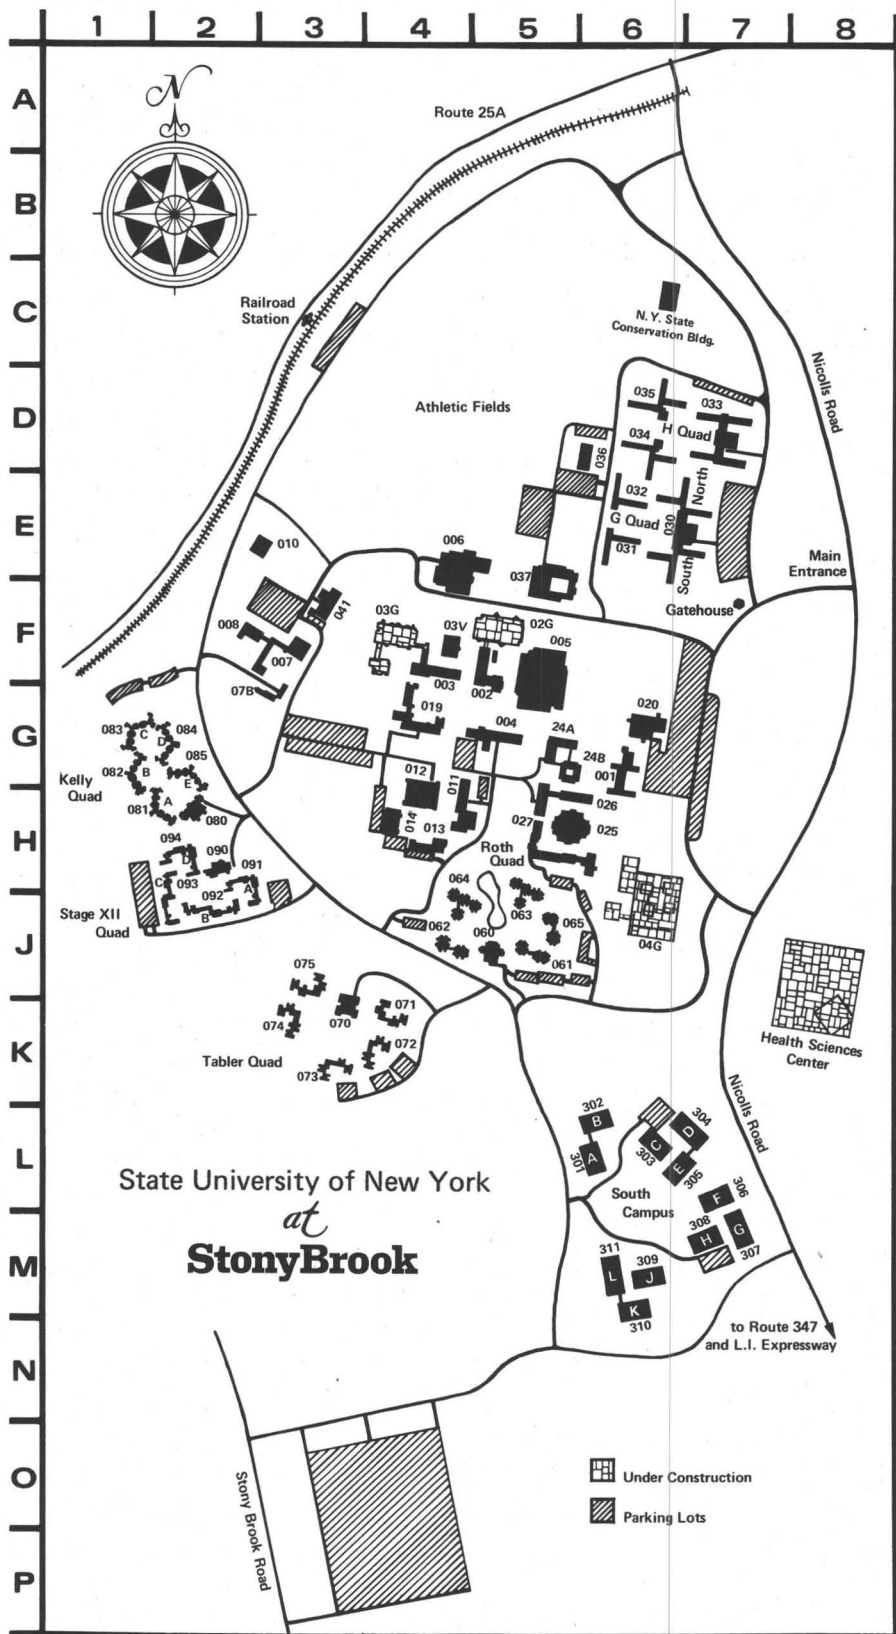 1 2 3 4 5 6 7 8
A
N
Route 25A
B
C
Railroad
Station
N.Y. State
Conservation Bldg.
Nicolls Road
D
Athletic Fields
035
033
H Quad
034
036
North
E
032
G Quad
030
031
South
010
006
037
Main
Entrance
Gatehouse
F
041
03G
03V
02G
005
008
007
003
002
07B
G
083
C
084
D
019
004
24A
020
085
24B
082
B
E
012
001
Kelly
Quad
A
011
026
081
080
H
014
013
027
025
094
D
090
Roth
Quad
C
093
091
A
092
B
064
063
Stage XII
Quad
062
060
065
J
04G
061
075
071
074
070
K
072
Tabler Quad
073
Health Sciences
Center
Nicolls Road
302
B
304
D
L
301
A
C
303
E
305
State University of New York
at
StonyBrook
South
Campus
F
306
308
H
G
307
M
311
L
309
J
K
310
to Route 347
and L.I. Expressway
N
O
Stony Brook Road
Under Construction
Parking Lots
P